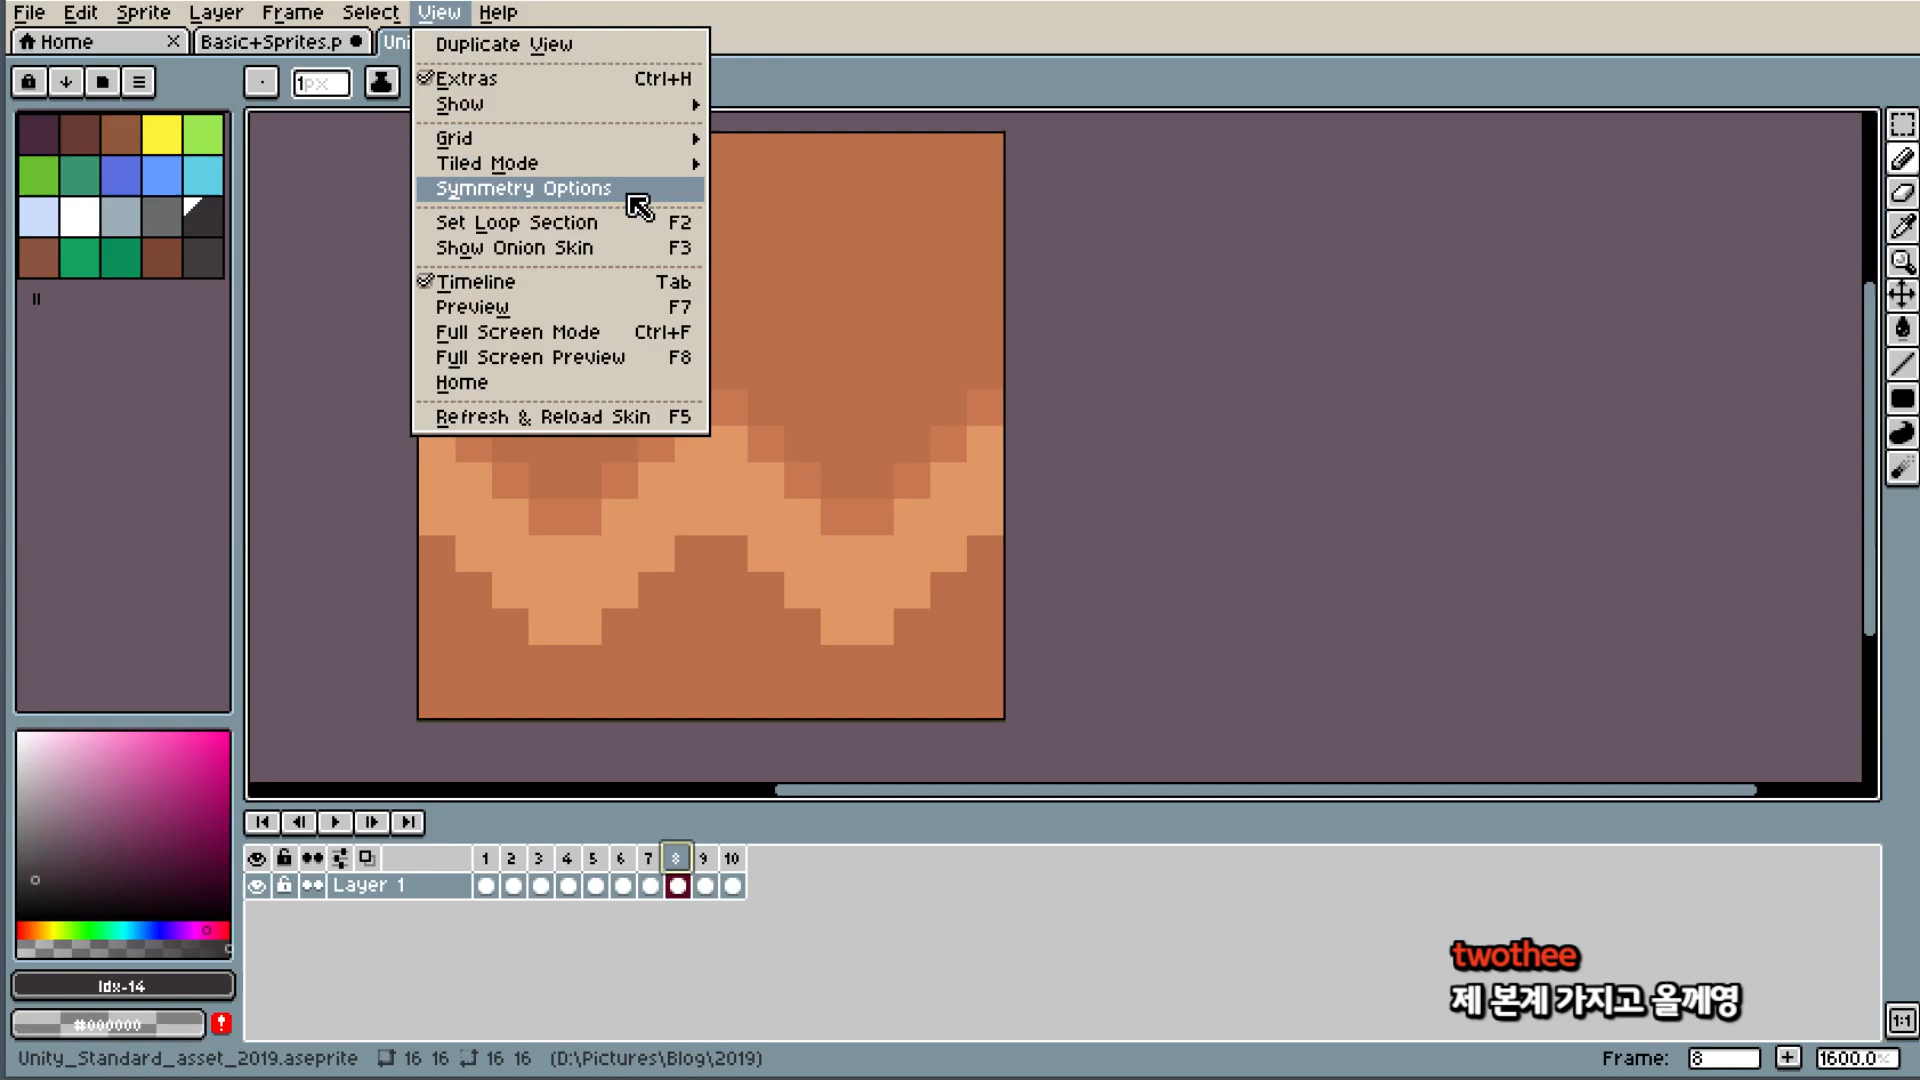 File Edit Sprite Layer Frame Select View Help
Home Basic+Sprites.p Uni
1px
Duplicate View
Extras Ctrl+H
Show
Grid
Tiled Mode
Symmetry Options
Set Loop Section F2
Show Onion Skin F3
Timeline Tab
Preview F7
Full Screen Mode Ctrl+F
Full Screen Preview F8
Home
Refresh & Reload Skin F5
1 2 3 4 5 6 7 8 9 10
Layer 1
twothee
제 본계 가지고 올께영
Idx-14
#000000
1:1
Unity_Standard_asset_2019.aseprite 16 16 16 16 (D:\Pictures\Blog\2019) Frame: 8 + 1600.0%